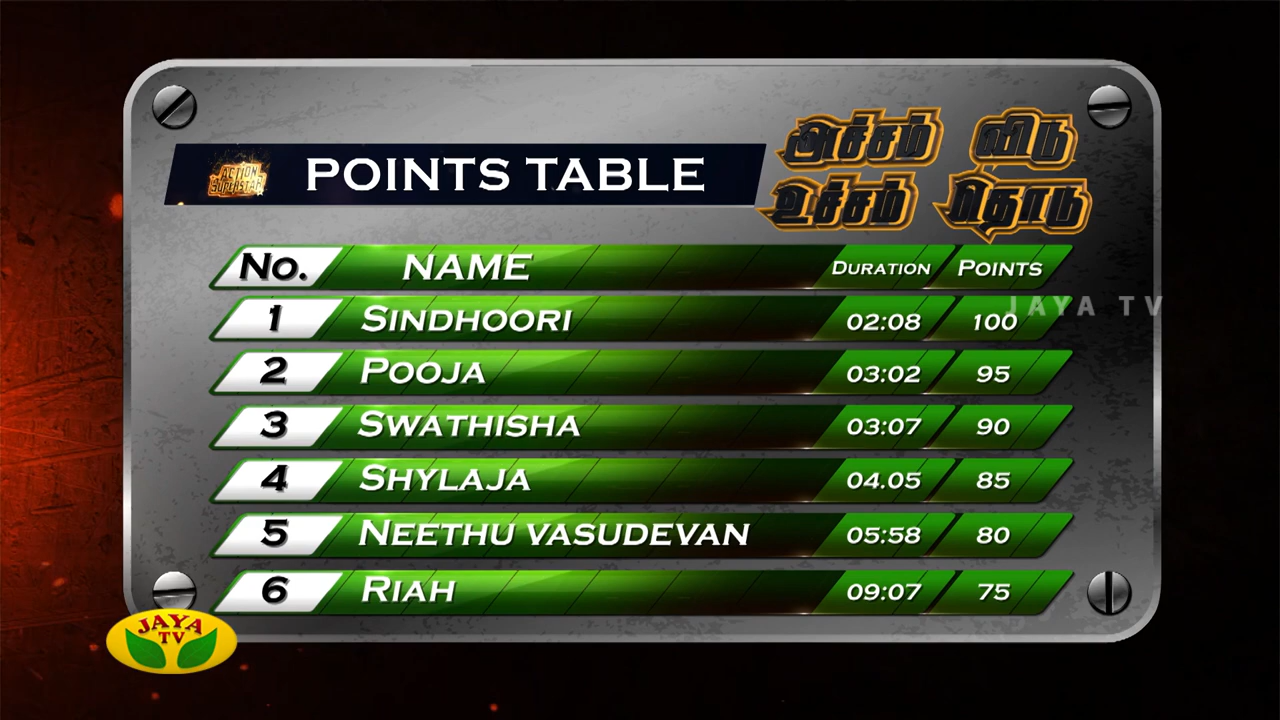 அச்சம் விடு
உச்சம் தொடு
ACTION
SUPERSTAR
POINTS TABLE
No. NAME DURATION POINTS
1 SINDHOORI 02:08 100
JAYA TV
2 POOJA 03:02 95
3 SWATHISHA 03:07 90
4 SHYLAJA 04.05 85
5 NEETHU VASUDEVAN 05:58 80
6 RIAH 09:07 75
JAYA
TV